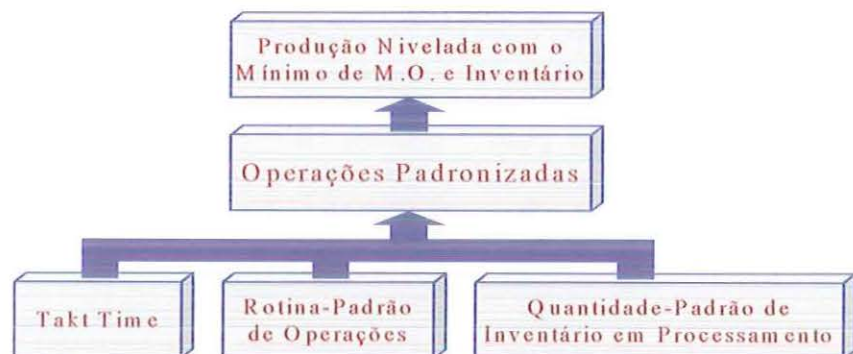 Produção Nivelada com o
Mínimo de M.O. e Inventário
Operações Padronizadas
Takt Time
Rotina-Padrão
de Operações
Quantidade-Padrão de
Inventário em Processamento